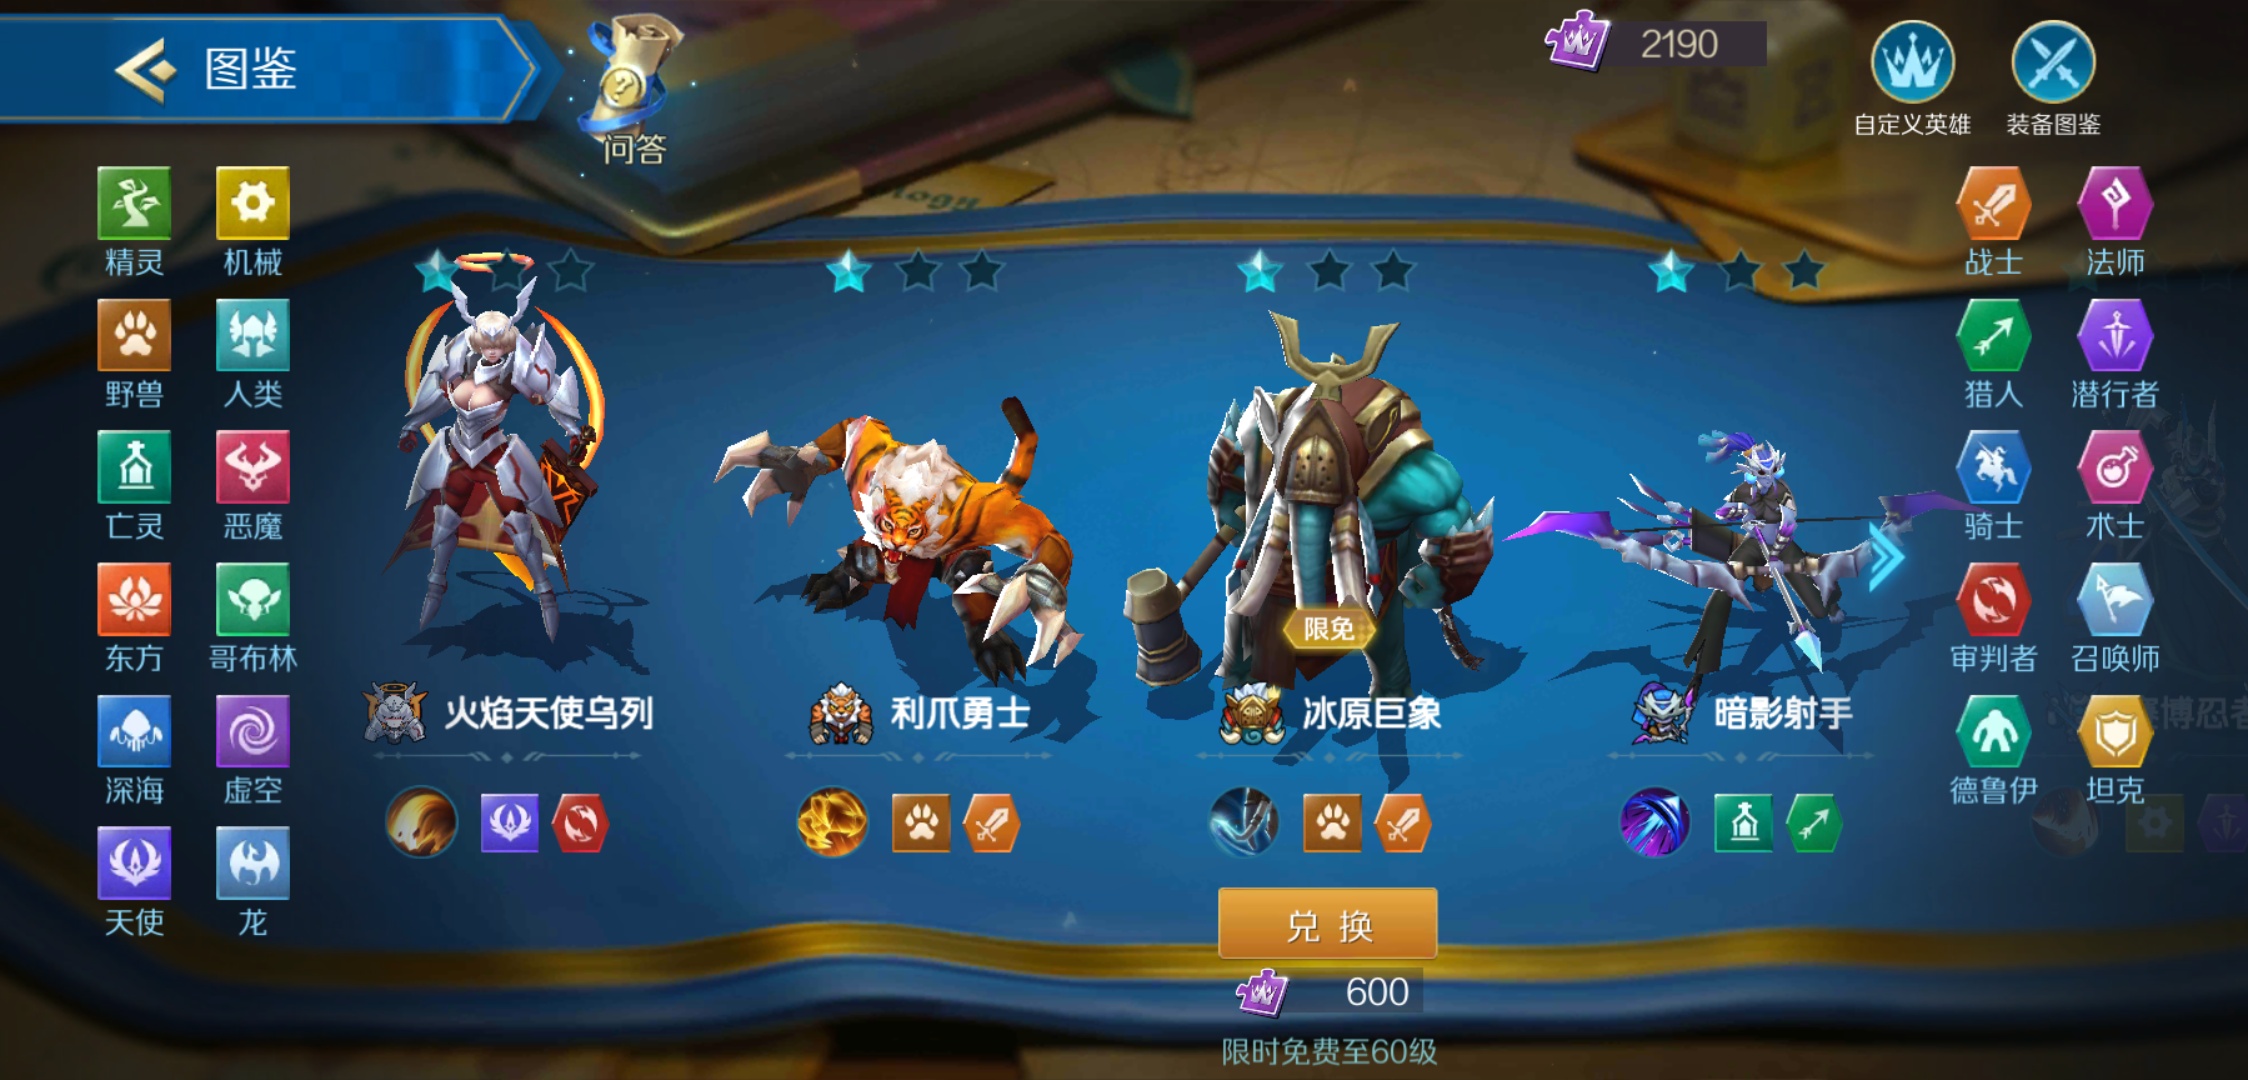 图鉴
问答
2190
自定义英雄
装备图鉴
精灵
机械
野兽
人类
亡灵
恶魔
东方
哥布林
深海
虚空
天使
龙
战士
法师
猎人
潜行者
骑士
术士
审判者
召唤师
德鲁伊
坦克
限免
火焰天使乌列
利爪勇士
冰原巨象
暗影射手
博忍者
兑换
600
限时免费至60级